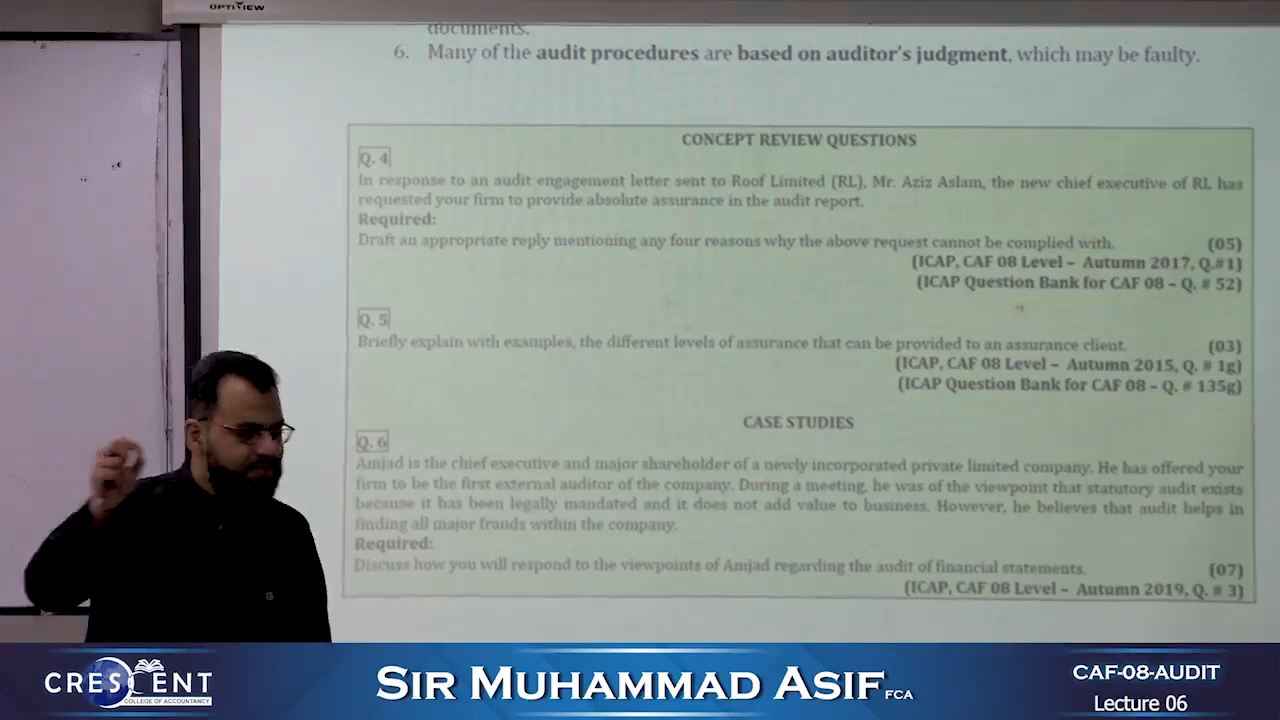 OPTIVIEW
documents.
6. Many of the audit procedures are based on auditor's judgment, which may be faulty.
CONCEPT REVIEW QUESTIONS
Q. 4
In response to an audit engagement letter sent to Roof Limited (RL), Mr. Aziz Aslam, the new chief executive of RL has
requested your firm to provide absolute assurance in the audit report.
Required:
Draft an appropriate reply mentioning any four reasons why the above request cannot be complied with. (05)
(ICAP, CAF 08 Level – Autumn 2017, Q.#1)
(ICAP Question Bank for CAF 08 – Q. # 52)
Q. 5
Briefly explain with examples, the different levels of assurance that can be provided to an assurance client. (03)
(ICAP, CAF 08 Level – Autumn 2015, Q. # 1g)
(ICAP Question Bank for CAF 08 – Q. # 135g)
CASE STUDIES
Q. 6
Amjad is the chief executive and major shareholder of a newly incorporated private limited company. He has offered your
firm to be the first external auditor of the company. During a meeting, he was of the viewpoint that statutory audit exists
because it has been legally mandated and it does not add value to business. However, he believes that audit helps in
finding all major frauds within the company.
Required:
Discuss how you will respond to the viewpoints of Amjad regarding the audit of financial statements. (07)
(ICAP, CAF 08 Level – Autumn 2019, Q. # 3)
CRESCENT
COLLEGE OF ACCOUNTANCY
SIR MUHAMMAD ASIF FCA
CAF-08-AUDIT
Lecture 06